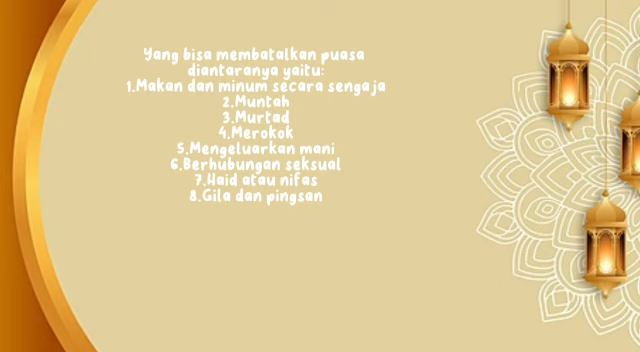 Yang bisa membatalkan puasa
diantaranya yaitu:
1.Makan dan minum secara sengaja
2.Muntah
3.Murtad
4.Merokok
5.Mengeluarkan mani
6.Berhubungan seksual
7.Haid atau nifas
8.Gila dan pingsan